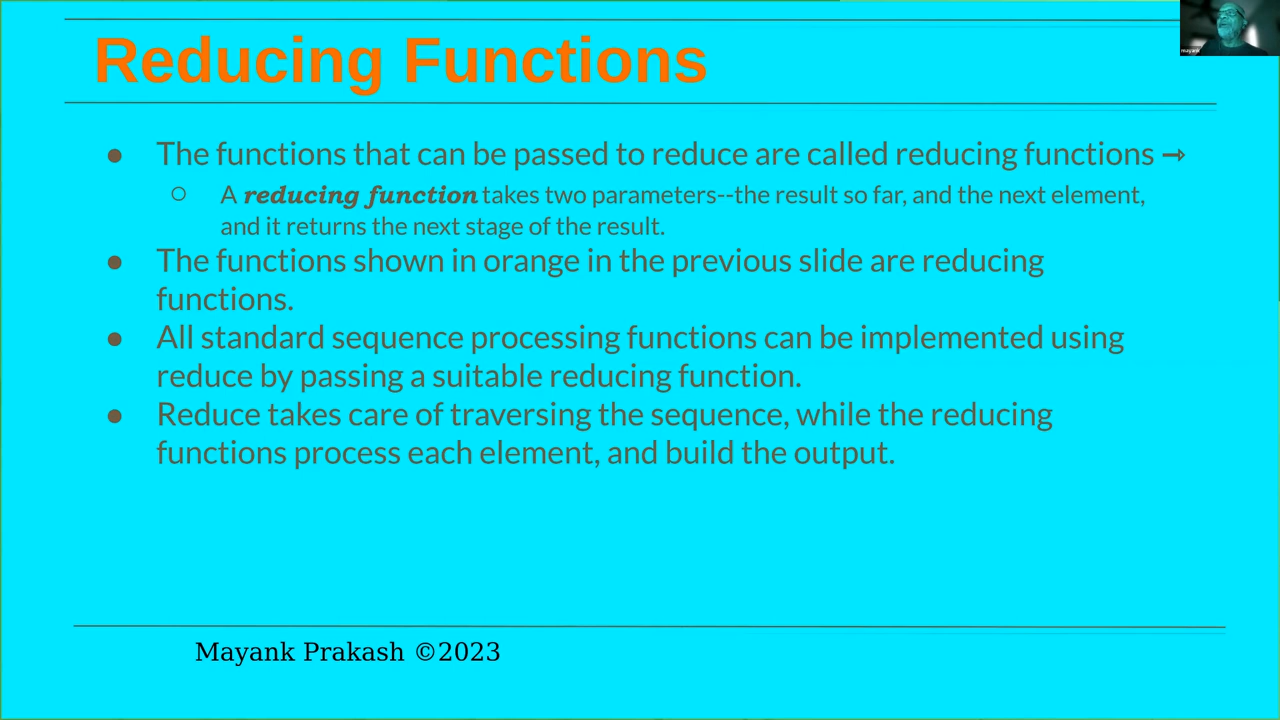 Reducing Functions
mayank
● The functions that can be passed to reduce are called reducing functions →
○ A reducing function takes two parameters--the result so far, and the next element,
and it returns the next stage of the result.
● The functions shown in orange in the previous slide are reducing
functions.
● All standard sequence processing functions can be implemented using
reduce by passing a suitable reducing function.
● Reduce takes care of traversing the sequence, while the reducing
functions process each element, and build the output.
Mayank Prakash ©2023